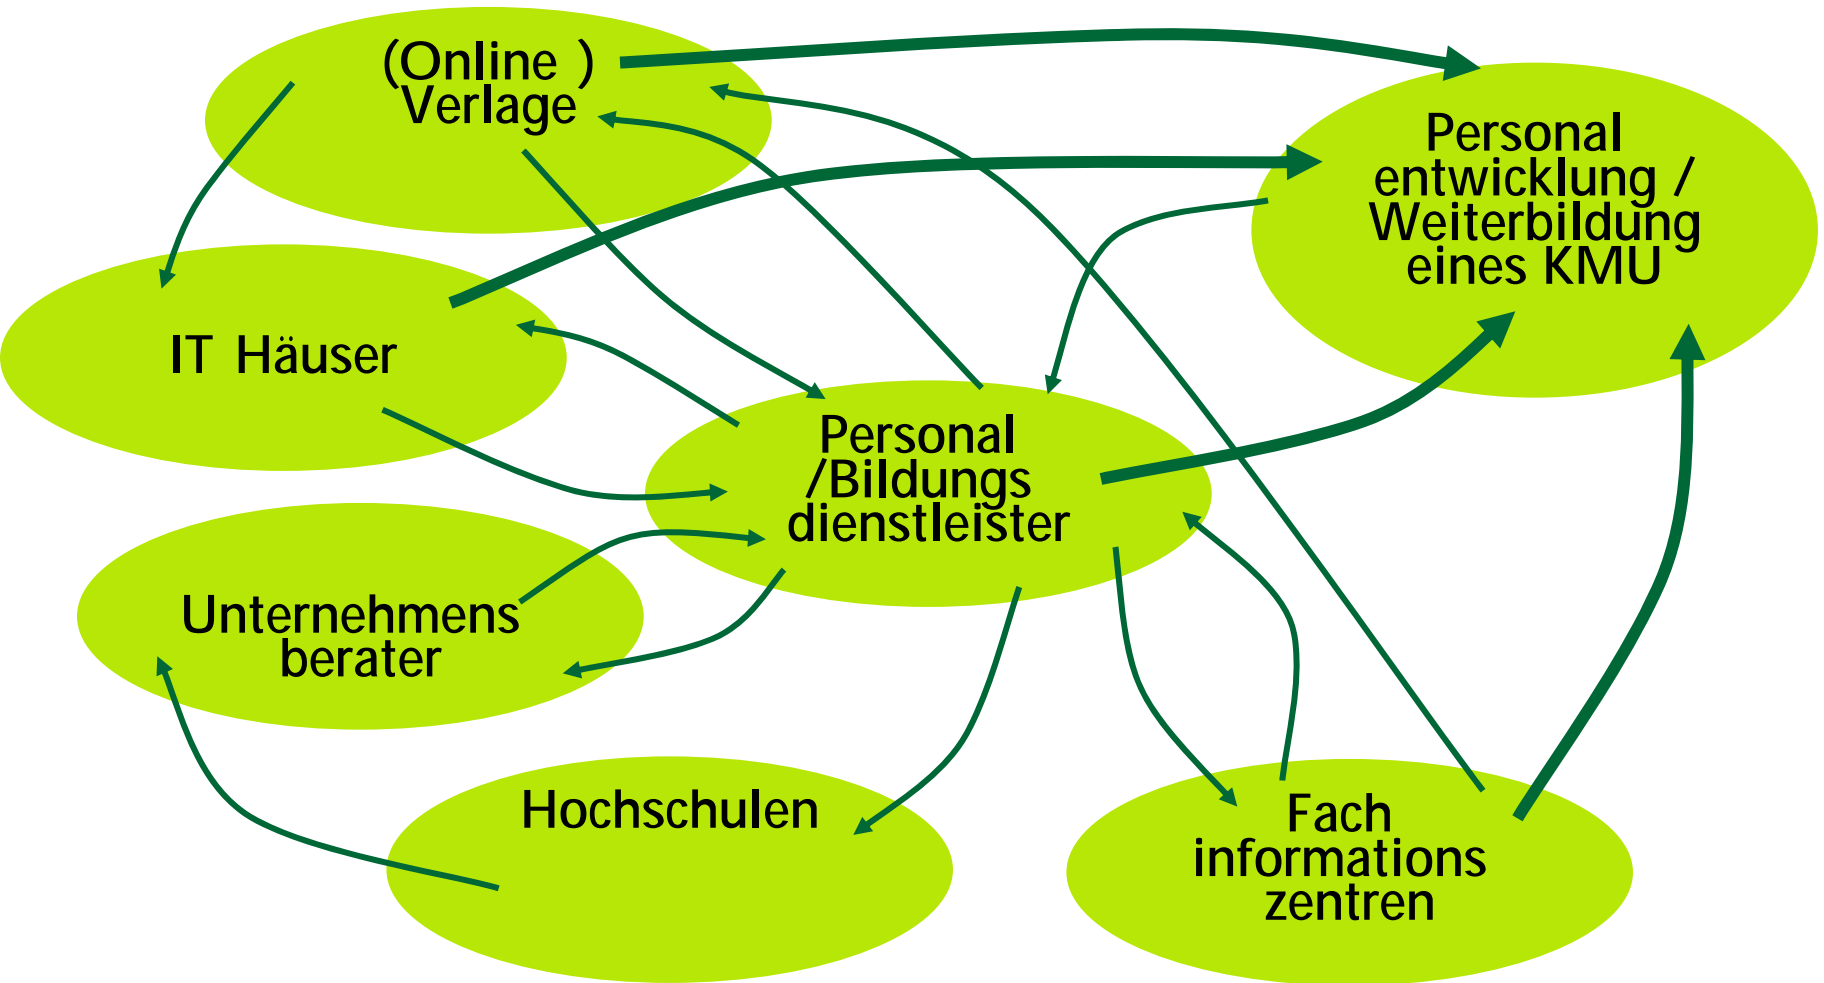 (Online )
Verlage
Personal
entwicklung /
Weiterbildung
eines KMU
IT Häuser
Personal
/Bildungs
dienstleister
Unternehmens
berater
Hochschulen
Fach
informations
zentren